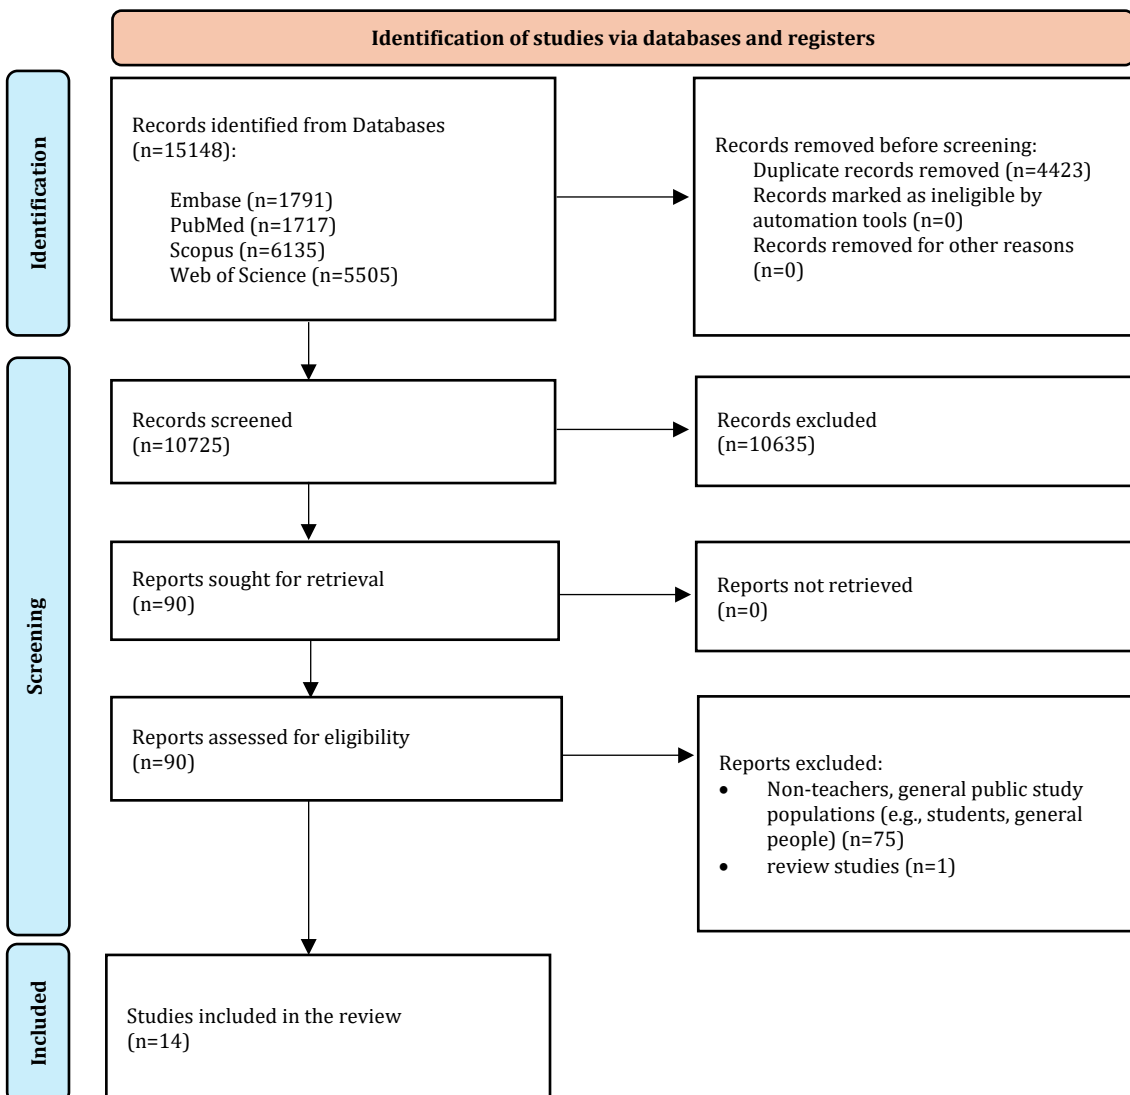 Identification of studies via databases and registers
Identification
Records identified from Databases
(n=15148):
Embase (n=1791)
PubMed (n=1717)
Scopus (n=6135)
Web of Science (n=5505)
Records removed before screening:
Duplicate records removed (n=4423)
Records marked as ineligible by
automation tools (n=0)
Records removed for other reasons
(n=0)
Screening
Records screened
(n=10725)
Records excluded
(n=10635)
Reports sought for retrieval
(n=90)
Reports not retrieved
(n=0)
Reports assessed for eligibility
(n=90)
Reports excluded:
• Non-teachers, general public study
populations (e.g., students, general
people) (n=75)
• review studies (n=1)
Included
Studies included in the review
(n=14)